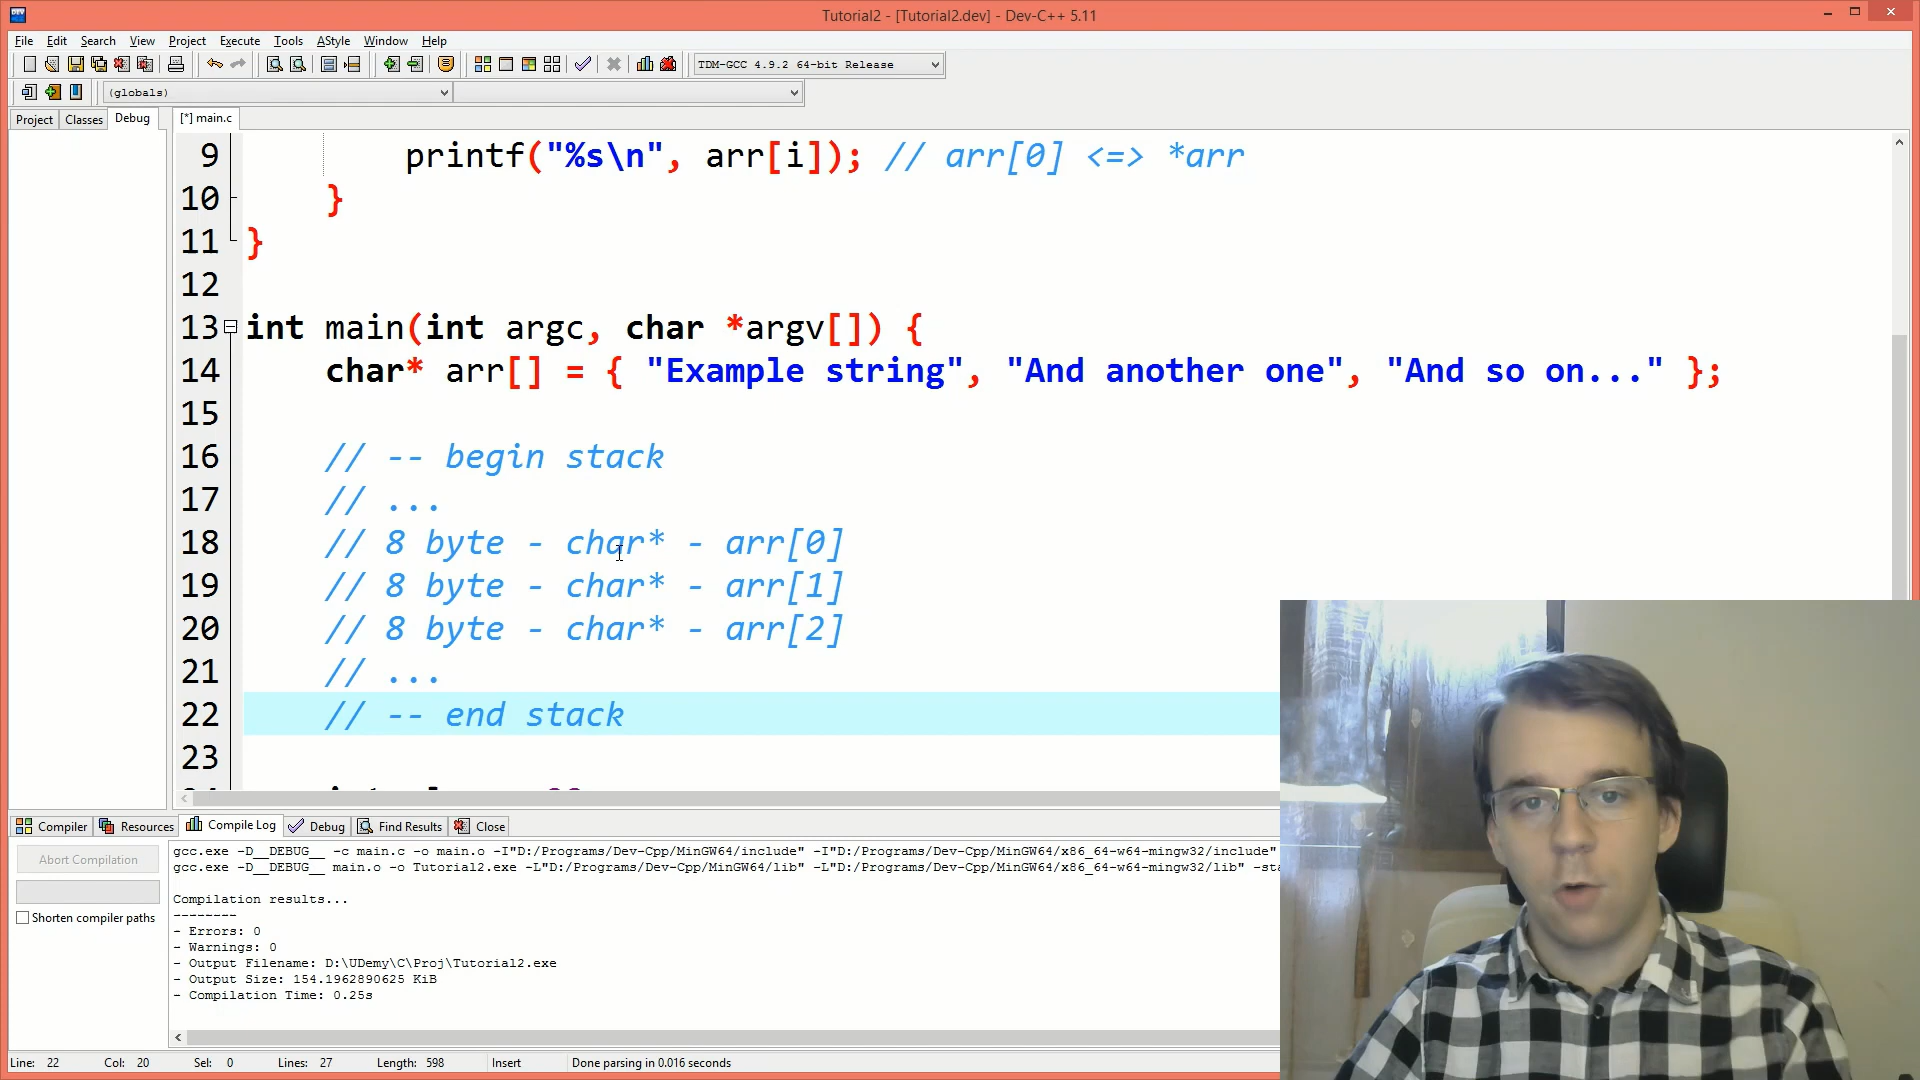 Tutorial2 - [Tutorial2.dev] - Dev-C++ 5.11
File Edit Search View Project Execute Tools AStyle Window Help
TDM-GCC 4.9.2 64-bit Release
(globals)
Project Classes Debug
[*] main.c
9 printf("%s\n", arr[i]); // arr[0] <=> *arr
10 }
11 }
12
13 int main(int argc, char *argv[]) {
14 char* arr[] = { "Example string", "And another one", "And so on..." };
15
16 // -- begin stack
17 // ...
18 // 8 byte - char* - arr[0]
19 // 8 byte - char* - arr[1]
20 // 8 byte - char* - arr[2]
21 // ...
22 // -- end stack
23
Compiler Resources Compile Log Debug Find Results Close
Abort Compilation
Shorten compiler paths
gcc.exe -D__DEBUG__ -c main.c -o main.o -I"D:/Programs/Dev-Cpp/MinGW64/include" -I"D:/Programs/Dev-Cpp/MinGW64/x86_64-w64-mingw32/include"
gcc.exe -D__DEBUG__ main.o -o Tutorial2.exe -L"D:/Programs/Dev-Cpp/MinGW64/lib" -L"D:/Programs/Dev-Cpp/MinGW64/x86_64-w64-mingw32/lib" -sta
Compilation results...
--------
- Errors: 0
- Warnings: 0
- Output Filename: D:\UDemy\C\Proj\Tutorial2.exe
- Output Size: 154.1962890625 KiB
- Compilation Time: 0.25s
Line: 22 Col: 20 Sel: 0 Lines: 27 Length: 598 Insert Done parsing in 0.016 seconds